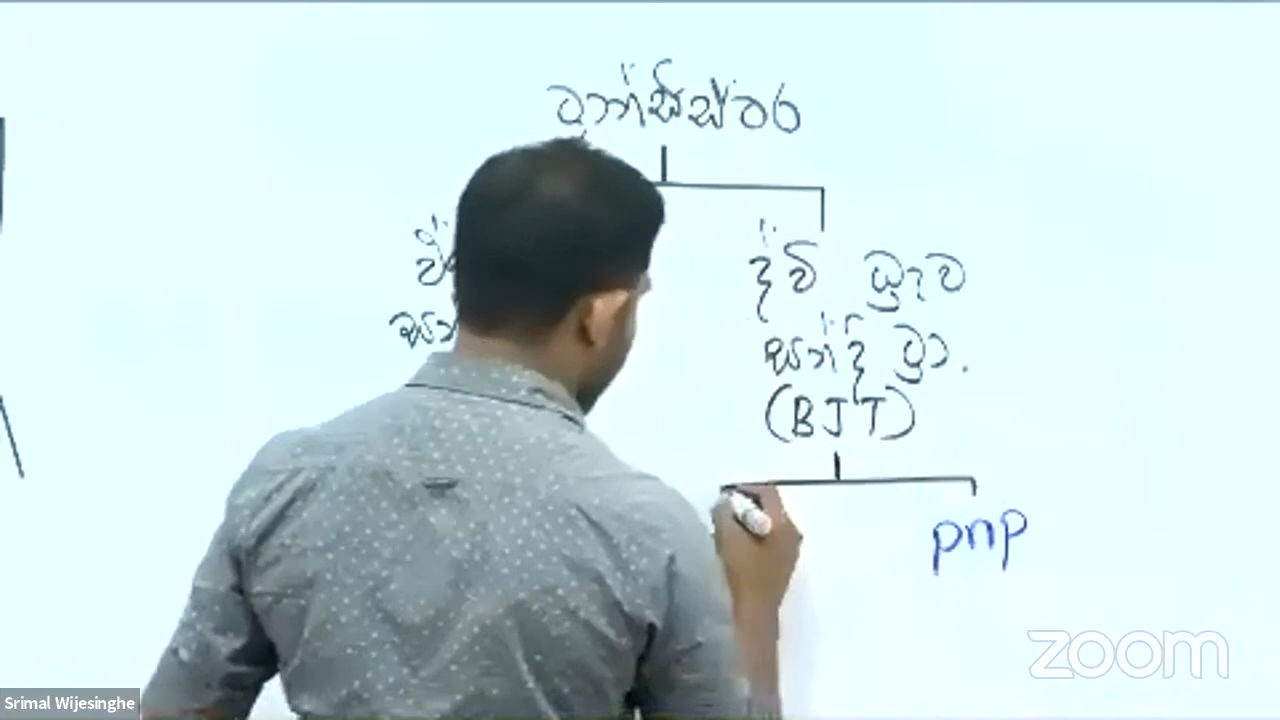 ට්‍රාන්සිස්ටර්
ද්වි ධ්‍රැව
සන්ධි ට්‍රා.
(BJT)
pnp
zoom
Srimal Wijesinghe